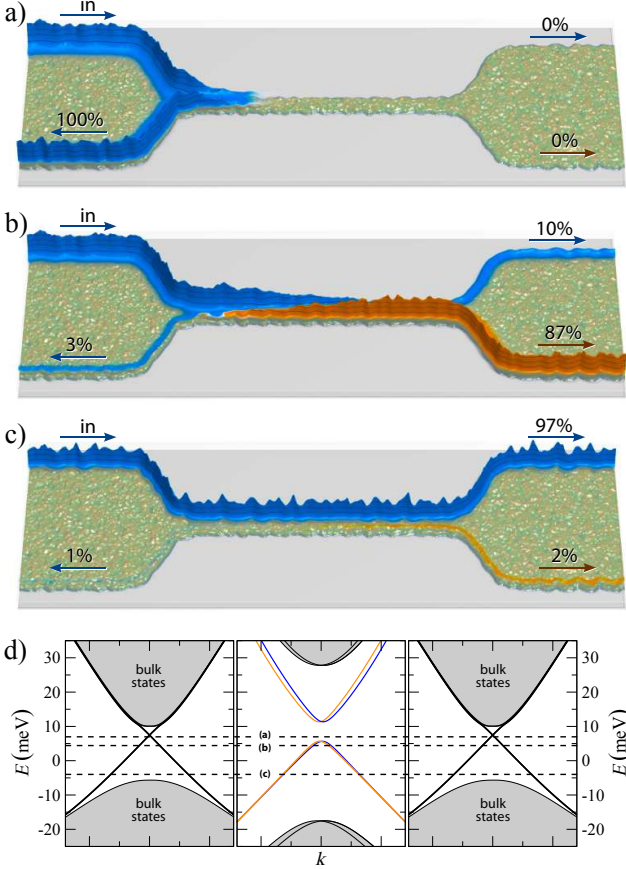 a)
in
0%
100%
0%
b)
in
10%
3%
87%
c)
in
97%
1%
2%
d)
30
20
10
0
-10
-20
E (meV)
bulk
states
bulk
states
(a)
(b)
(c)
bulk
states
bulk
states
30
20
10
0
-10
-20
E (meV)
k